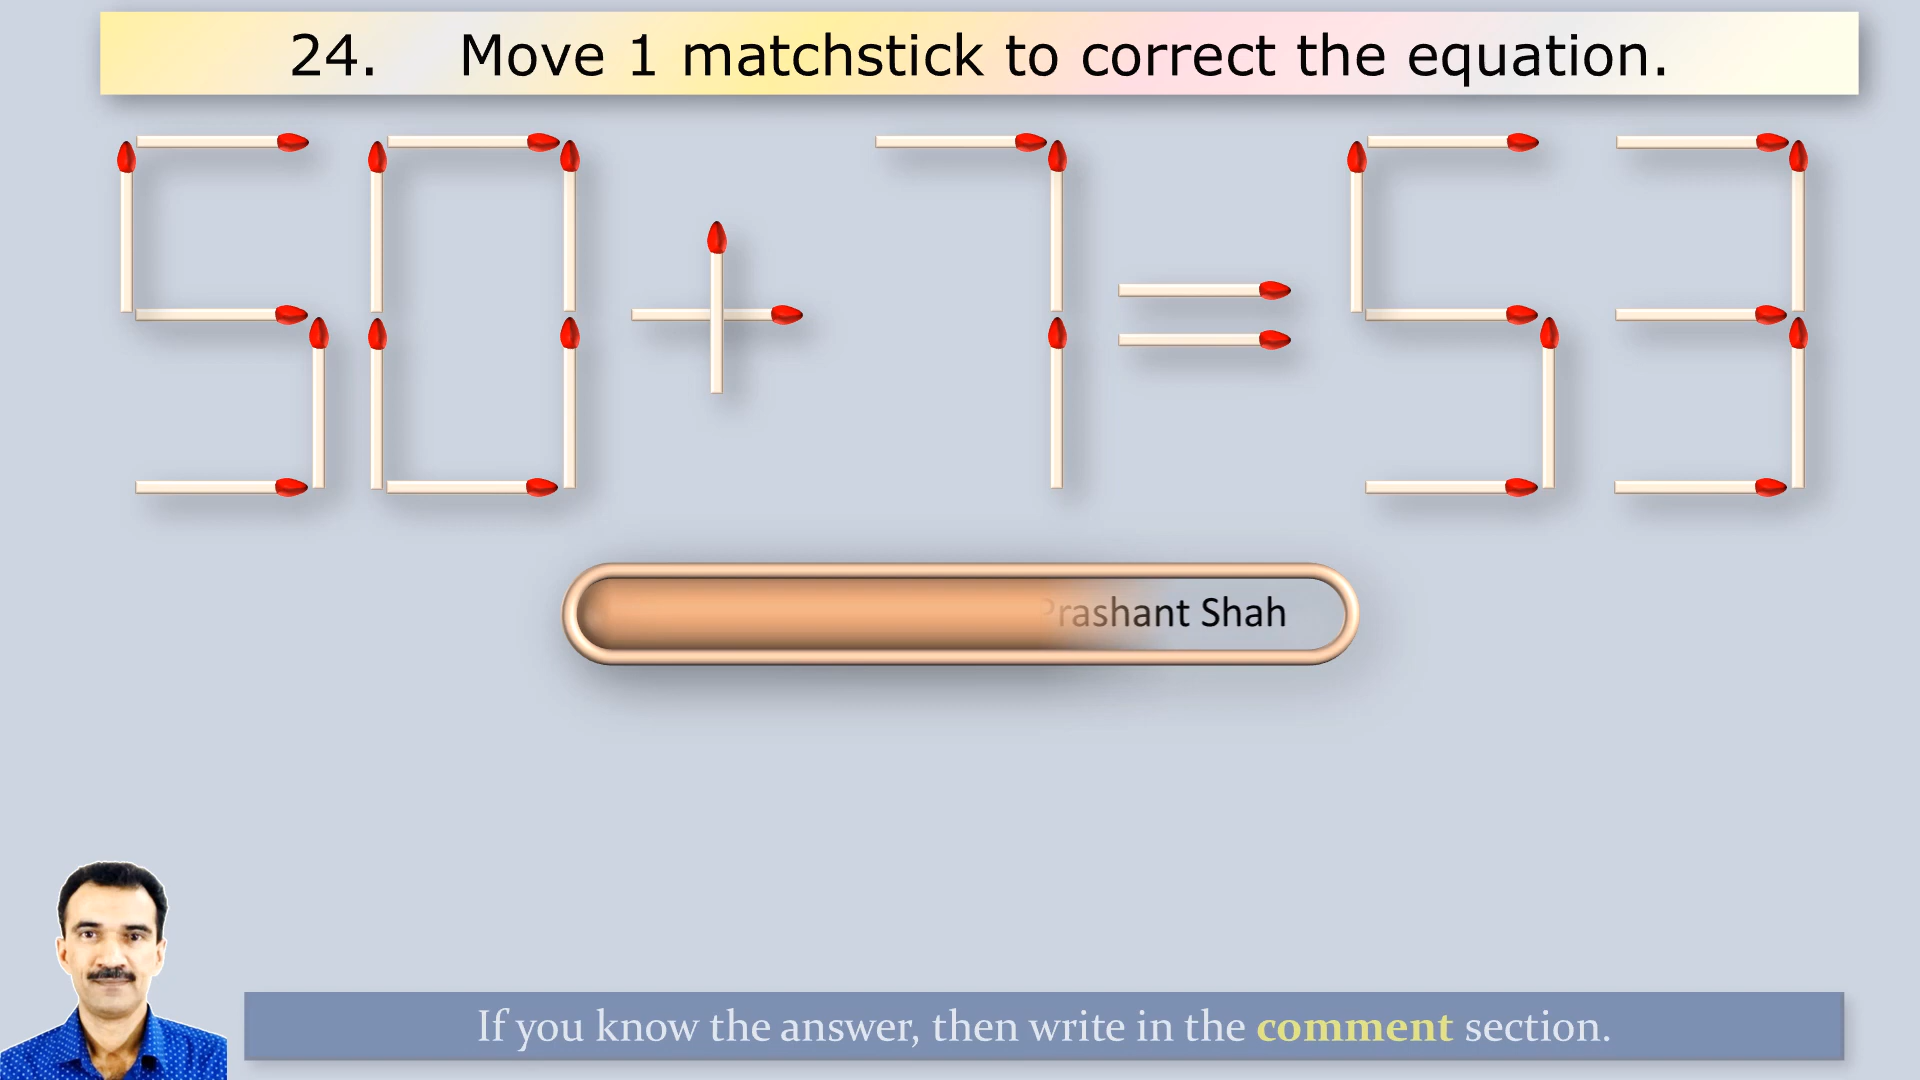 24. Move 1 matchstick to correct the equation.
50 + 7 = 53
Prashant Shah
If you know the answer, then write in the comment section.